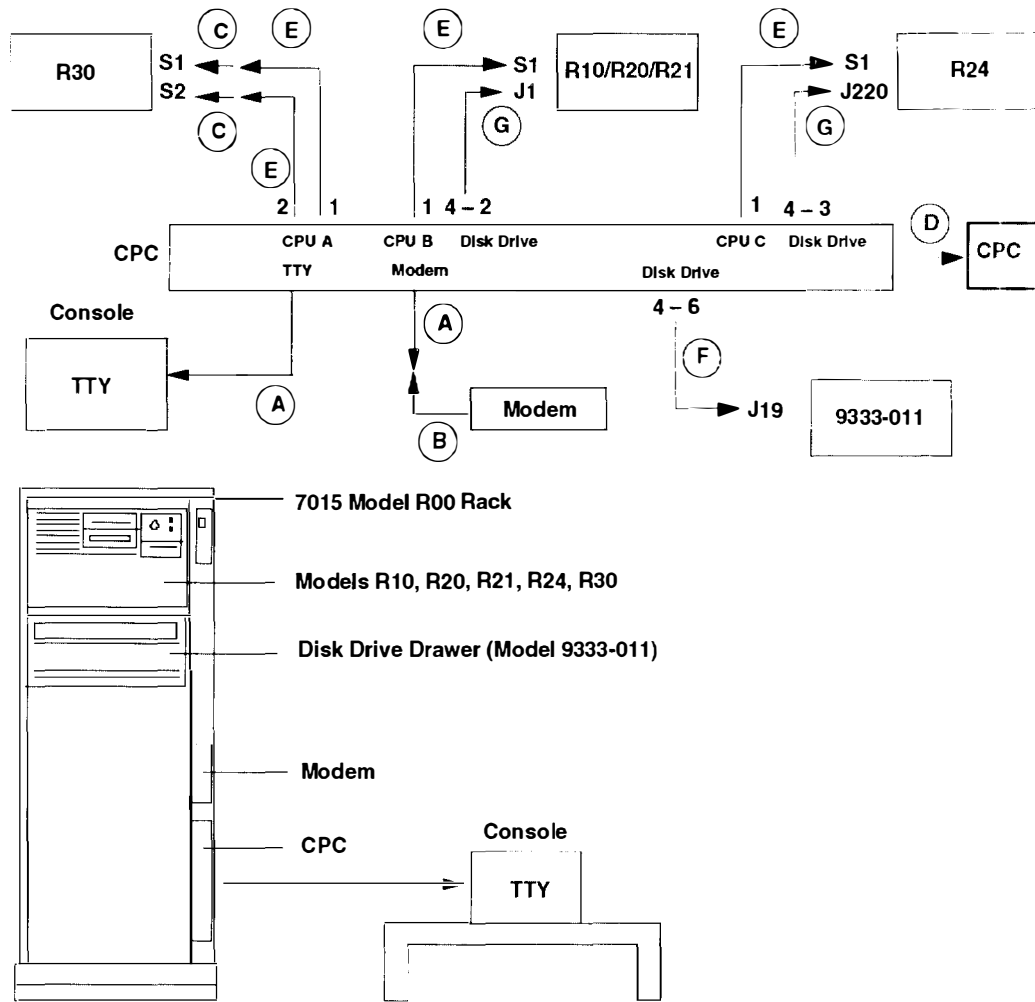 C E E E
R30 S1 S1 R10/R20/R21 S1 R24
S2 J1 J220
C G G
E
2 1 1 4 – 2 1 4 – 3 D
CPC CPU A CPU B Disk Drive CPU C Disk Drive CPC
TTY Modem Disk Drive
Console A 4 – 6
TTY F
A Modem J19 9333-011
B
7015 Model R00 Rack
Models R10, R20, R21, R24, R30
Disk Drive Drawer (Model 9333-011)
Modem
CPC
Console
TTY